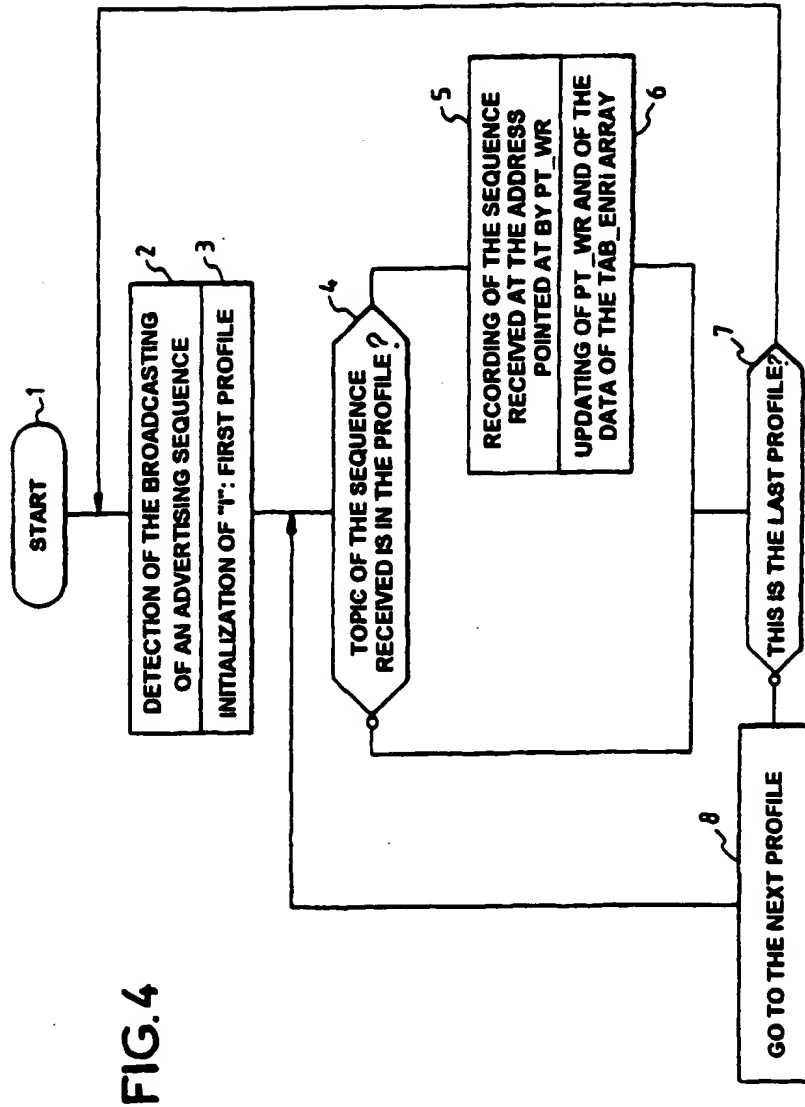 FIG.4
START
1
DETECTION OF THE BROADCASTING
OF AN ADVERTISING SEQUENCE
2
INITIALIZATION OF "I": FIRST PROFILE
3
TOPIC OF THE SEQUENCE
RECEIVED IS IN THE PROFILE?
4
RECORDING OF THE SEQUENCE
RECEIVED AT THE ADDRESS
POINTED AT BY PT_WR
5
UPDATING OF PT_WR AND OF THE
DATA OF THE TAB_ENRI ARRAY
6
THIS IS THE LAST PROFILE?
7
GO TO THE NEXT PROFILE
8